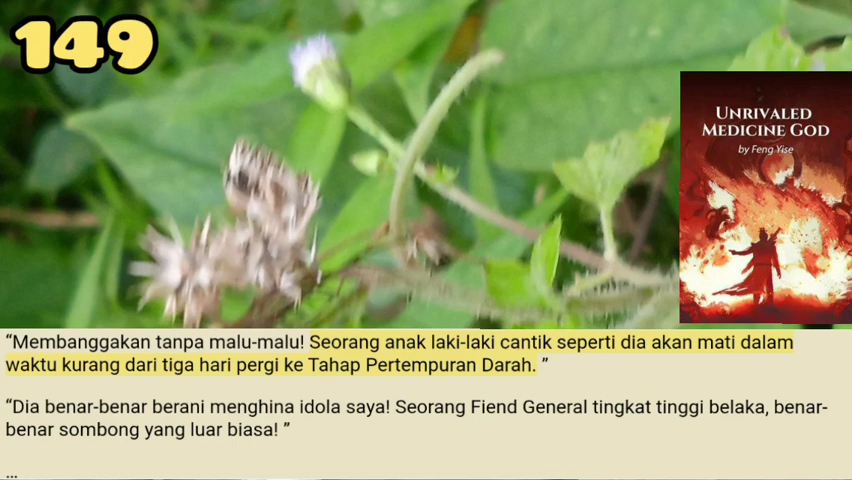 149
UNRIVALED
MEDICINE GOD
by Feng Yise
“Membanggakan tanpa malu-malu! Seorang anak laki-laki cantik seperti dia akan mati dalam
waktu kurang dari tiga hari pergi ke Tahap Pertempuran Darah. ”
“Dia benar-benar berani menghina idola saya! Seorang Fiend General tingkat tinggi belaka, benar-
benar sombong yang luar biasa! ”
...